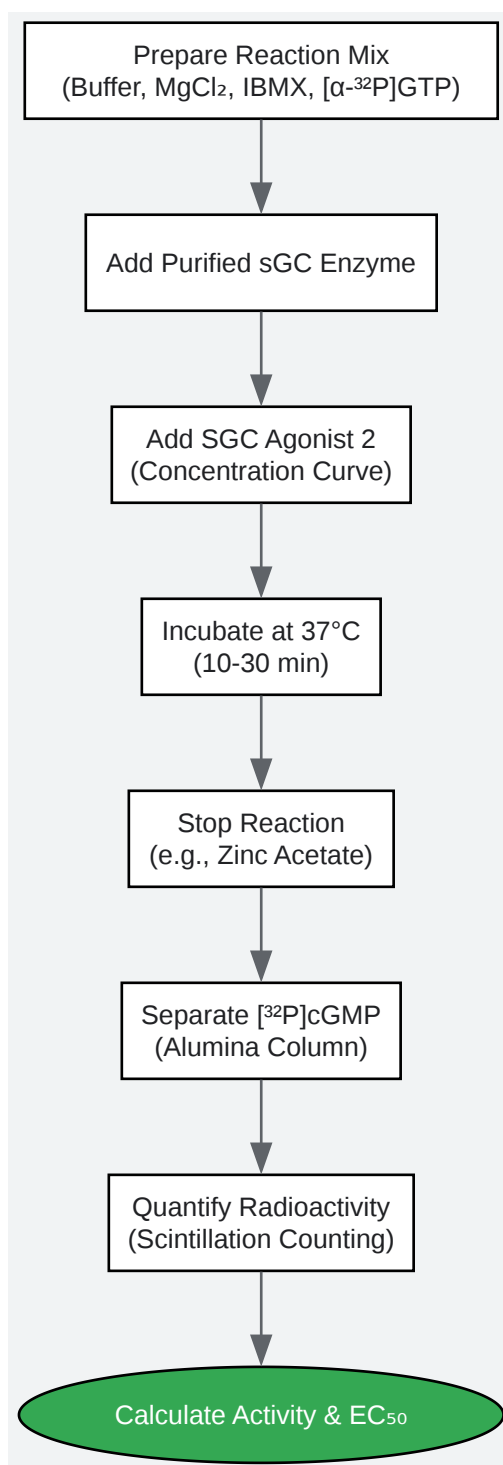 Prepare Reaction Mix
(Buffer, MgCl₂, IBMX, [α-³²P]GTP)
Add Purified sGC Enzyme
Add SGC Agonist 2
(Concentration Curve)
Incubate at 37°C
(10-30 min)
Stop Reaction
(e.g., Zinc Acetate)
Separate [³²P]cGMP
(Alumina Column)
Quantify Radioactivity
(Scintillation Counting)
Calculate Activity & EC₅₀